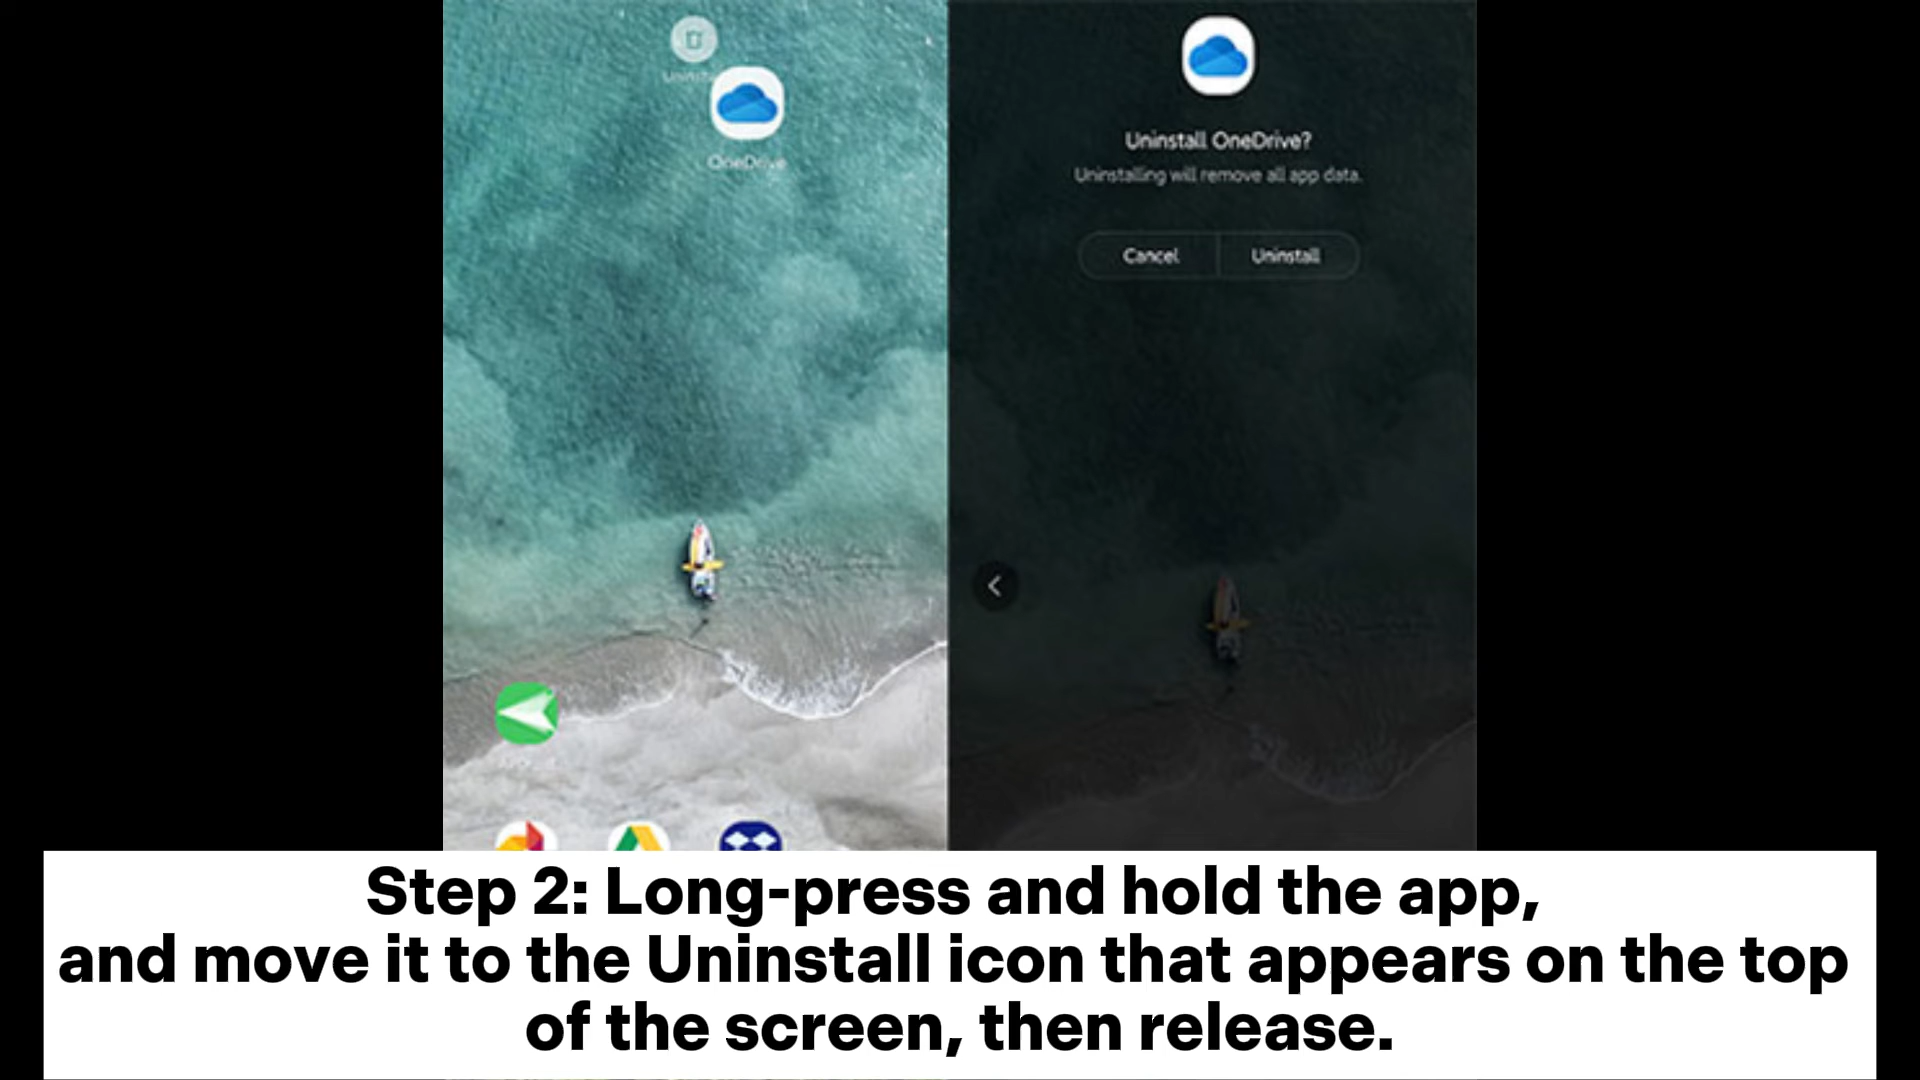 OneDrive
Uninstall OneDrive?
Uninstalling will remove all app data.
Cancel
Uninstall
Step 2: Long-press and hold the app,
and move it to the Uninstall icon that appears on the top
of the screen, then release.